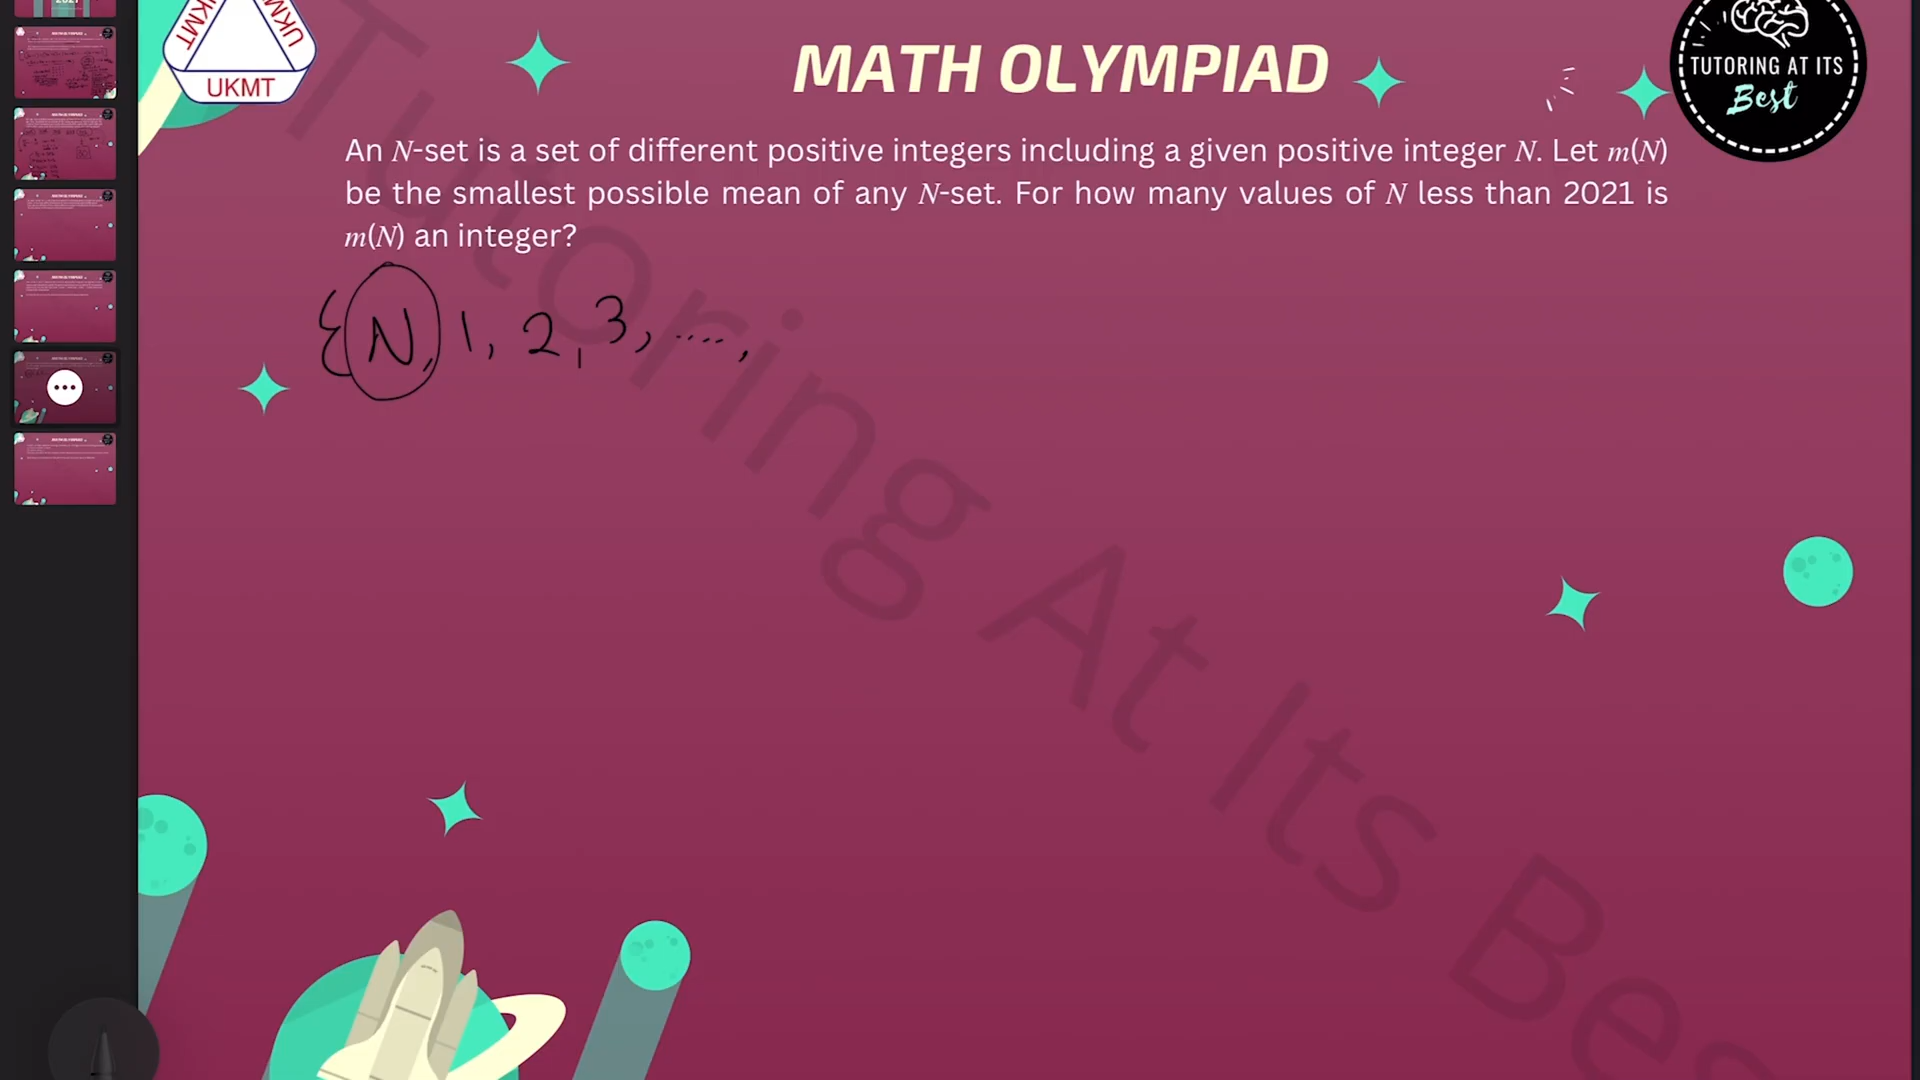 UKMT
UKMT
UKMT
MATH OLYMPIAD
TUTORING AT ITS
Best
An N-set is a set of different positive integers including a given positive integer N. Let m(N)
be the smallest possible mean of any N-set. For how many values of N less than 2021 is
m(N) an integer?
{N, 1, 2, 3, ....,
Tutoring At Its Bes